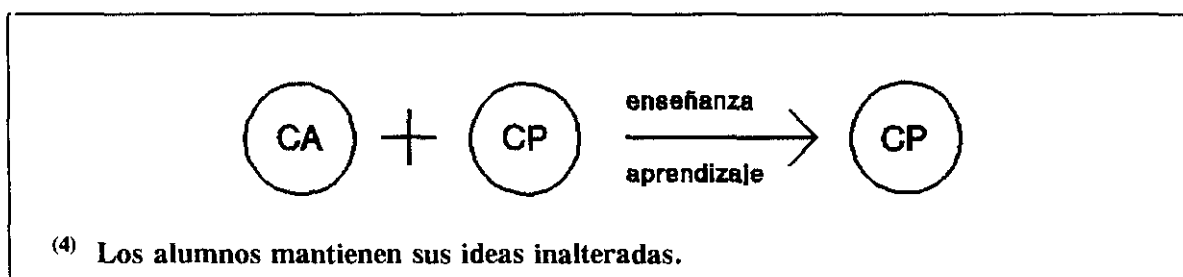 enseñanza
CA + CP CP
aprendizaje
(4) Los alumnos mantienen sus ideas inalteradas.